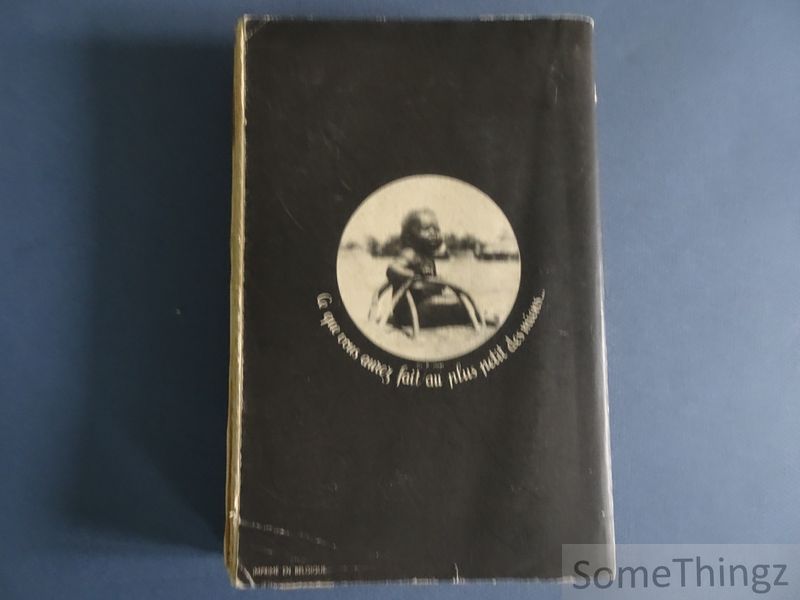 Ce que vous aurez fait au plus petit des miens...
IMPRIMÉ EN BELGIQUE
SomeThingz